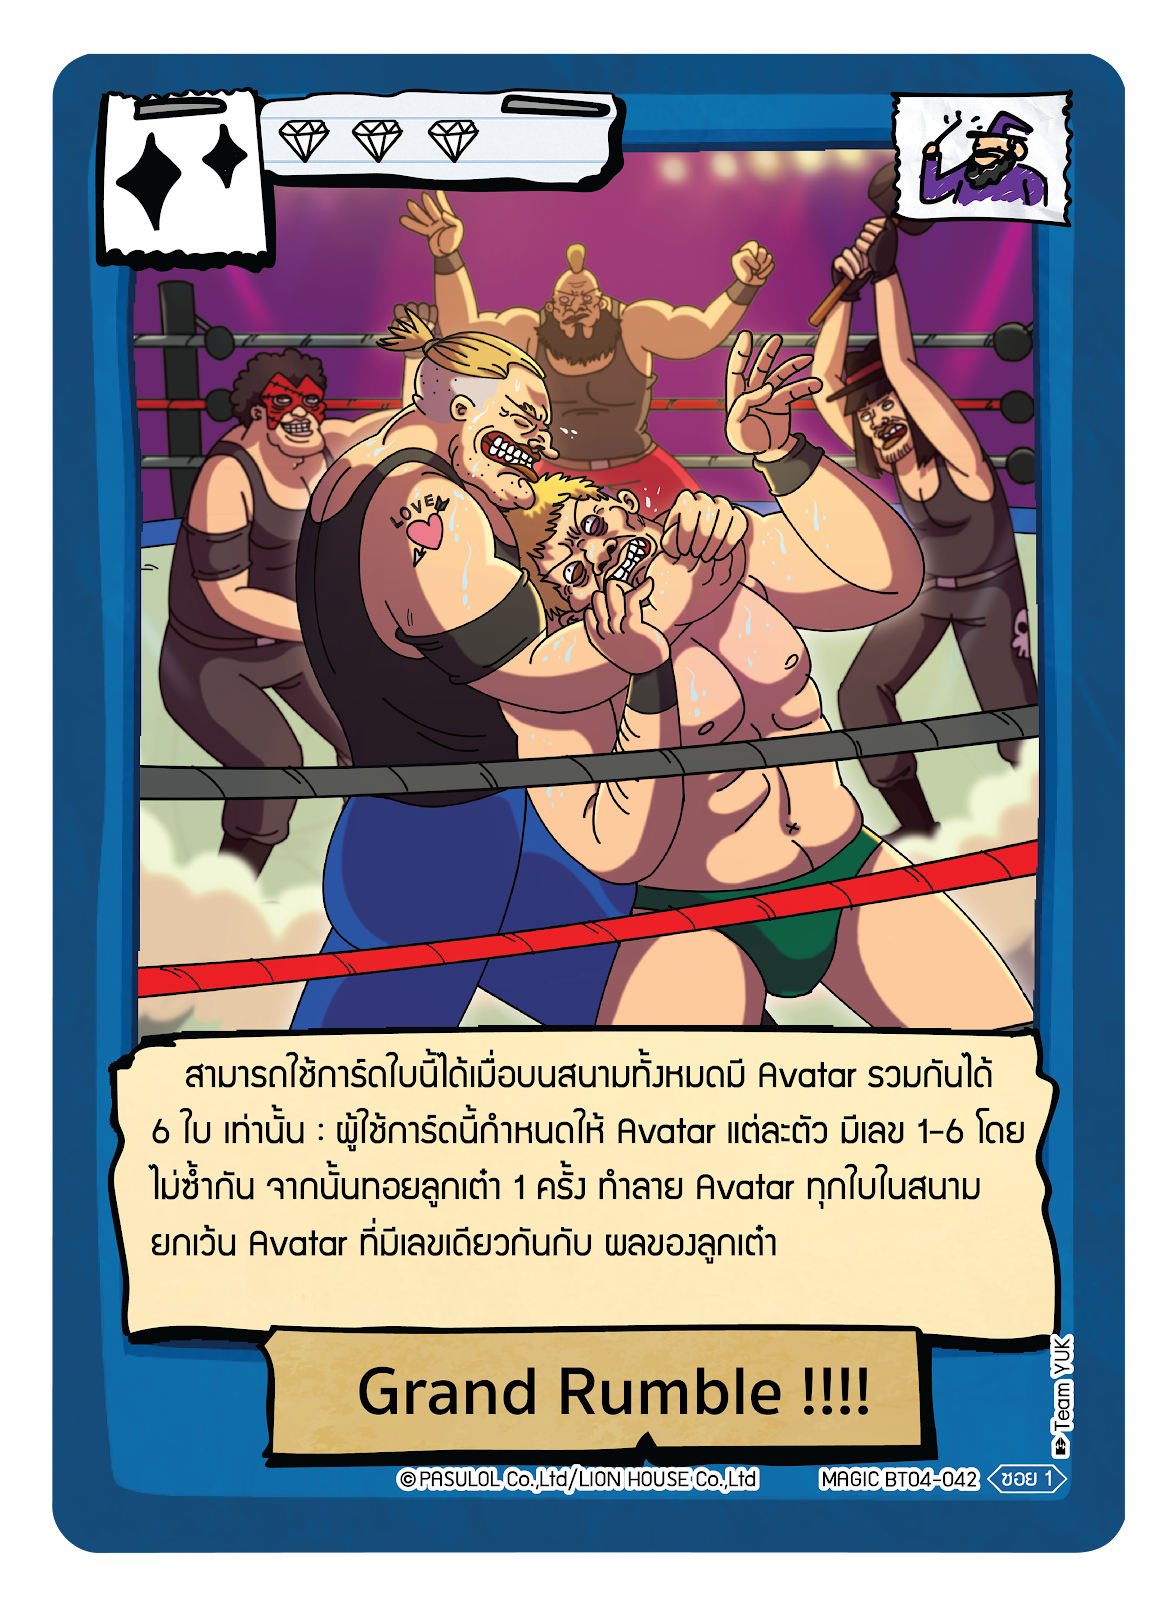 LOVE
สามารถใช้การ์ดใบนี้ได้เมื่อบนสนามทั้งหมดมี Avatar รวมกันได้
6 ใบ เท่านั้น : ผู้ใช้การ์ดนี้กำหนดให้ Avatar แต่ละตัว มีเลข 1-6 โดย
ไม่ซ้ำกัน จากนั้นทอยลูกเต๋า 1 ครั้ง ทำลาย Avatar ทุกใบในสนาม
ยกเว้น Avatar ที่มีเลขเดียวกันกับ ผลของลูกเต๋า
Grand Rumble !!!!
Team YUK
©PASULOL Co.,Ltd/LION HOUSE Co.,Ltd
MAGIC BT04-042
ซอย 1